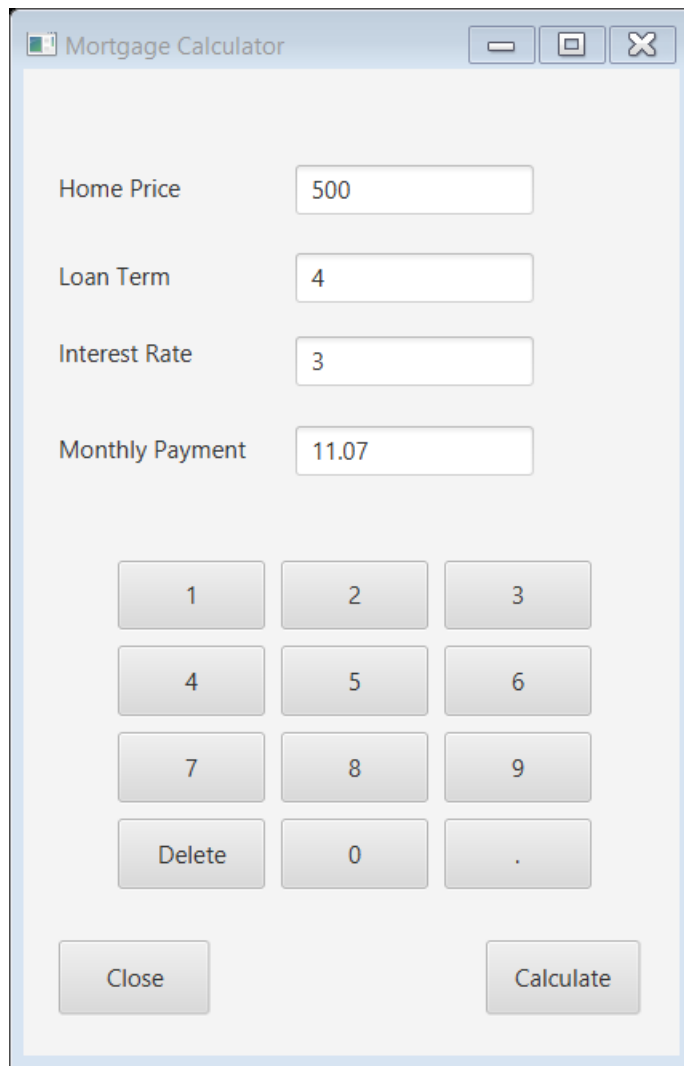 Mortgage Calculator
Home Price 500
Loan Term 4
Interest Rate 3
Monthly Payment 11.07
1 2 3
4 5 6
7 8 9
Delete 0 .
Close Calculate